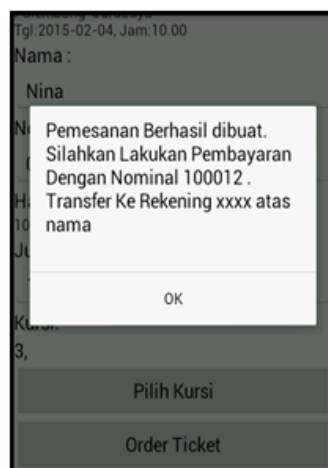 Tgl:2015-02-04, Jam:10.00
Nama :
Nina
Pemesanan Berhasil dibuat.
Silahkan Lakukan Pembayaran
Dengan Nominal 100012 .
Transfer Ke Rekening xxxx atas
nama
OK
3,
Pilih Kursi
Order Ticket